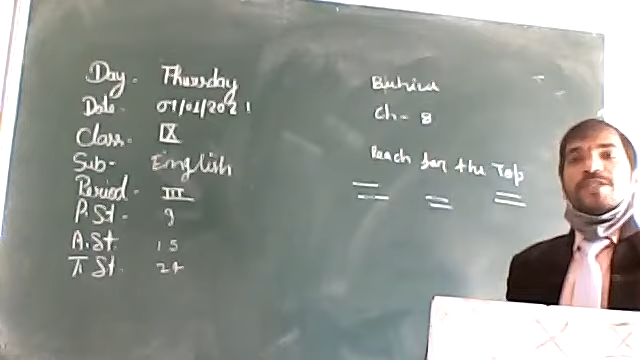 Day - Thursday
Date - 07/01/2021
Class - IX
Sub - English
Period - III
P.St - 9
A.St. 15
T.St. 24
Ch - 8
Reach for the Top